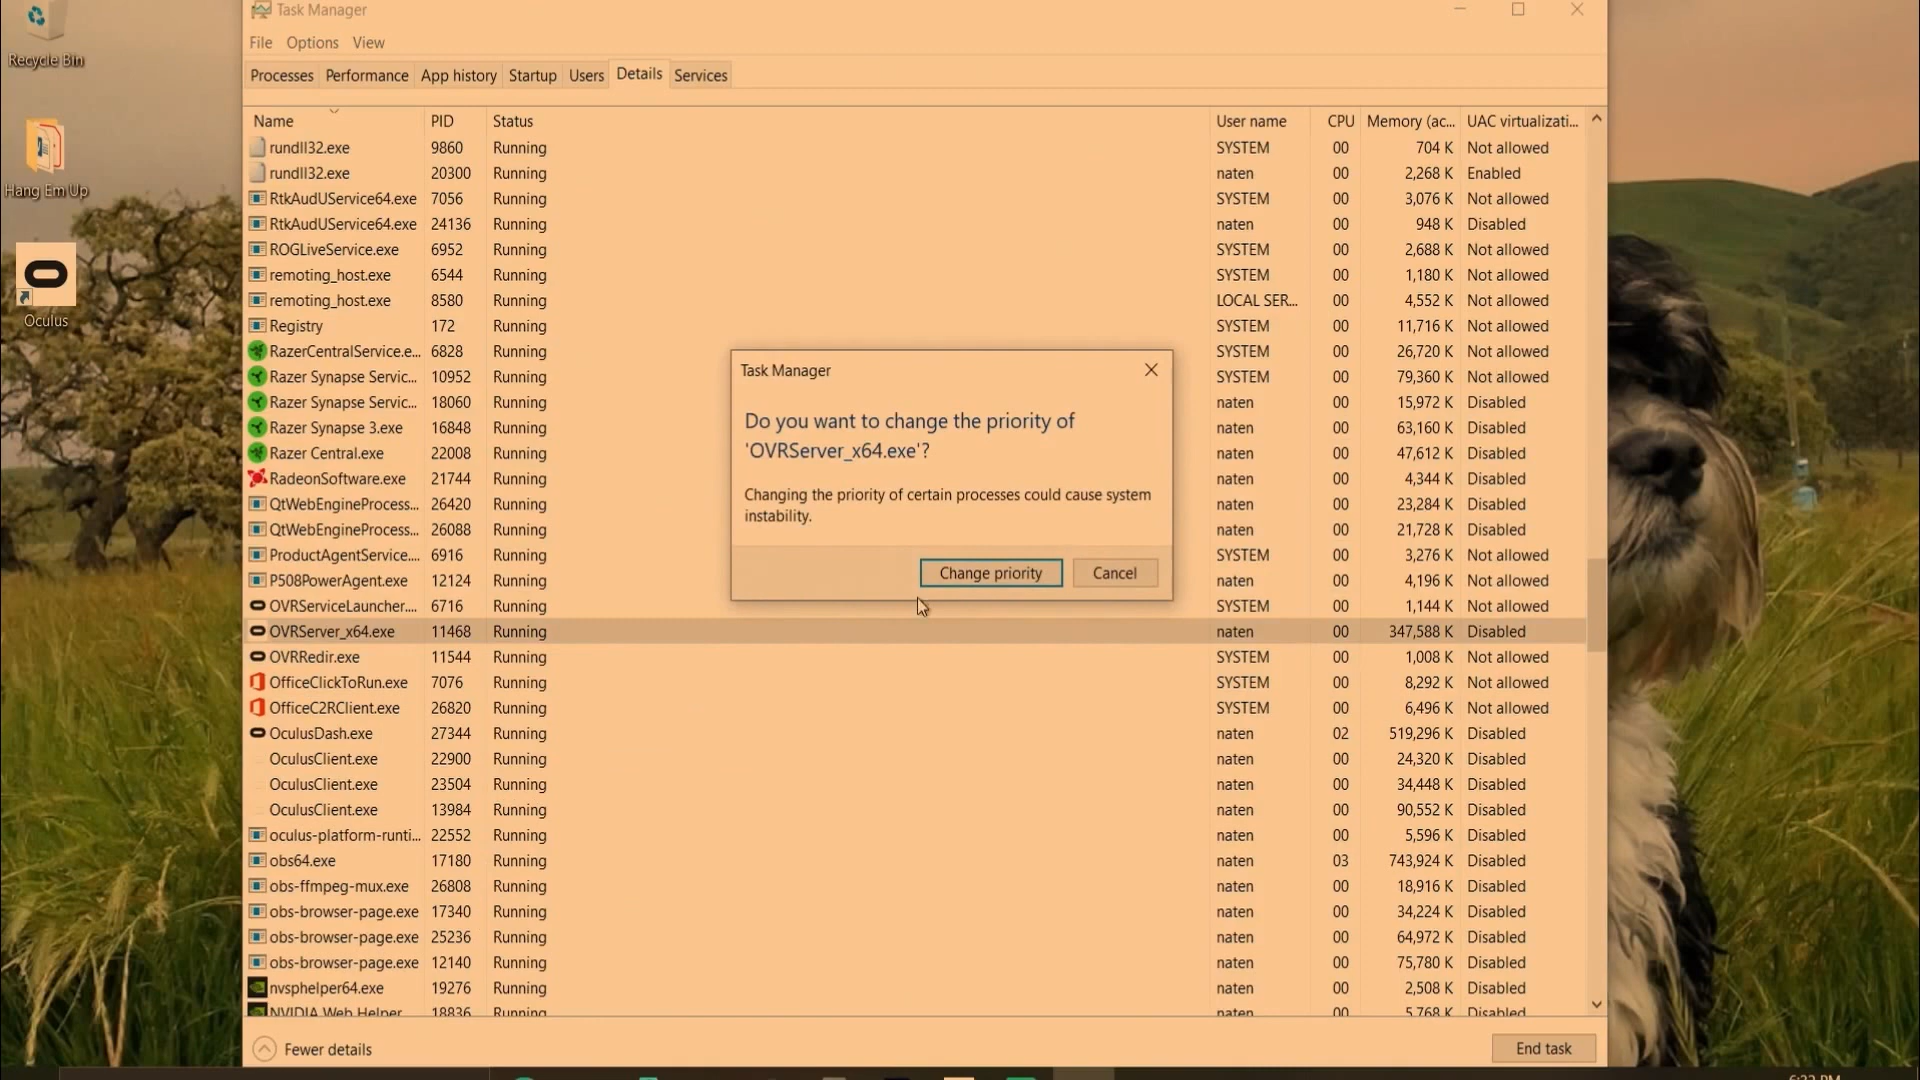 Recycle Bin
Hang Em Up
Oculus
Task Manager
File Options View
Processes Performance App history Startup Users Details Services
Name PID Status User name CPU Memory (ac... UAC virtualizati...
rundll32.exe 9860 Running SYSTEM 00 704 K Not allowed
rundll32.exe 20300 Running naten 00 2,268 K Enabled
RtkAudUService64.exe 7056 Running SYSTEM 00 3,076 K Not allowed
RtkAudUService64.exe 24136 Running naten 00 948 K Disabled
ROGLiveService.exe 6952 Running SYSTEM 00 2,688 K Not allowed
remoting_host.exe 6544 Running SYSTEM 00 1,180 K Not allowed
remoting_host.exe 8580 Running LOCAL SER... 00 4,552 K Not allowed
Registry 172 Running SYSTEM 00 11,716 K Not allowed
RazerCentralService.e... 6828 Running SYSTEM 00 26,720 K Not allowed
Razer Synapse Servic... 10952 Running SYSTEM 00 79,360 K Not allowed
Razer Synapse Servic... 18060 Running naten 00 15,972 K Disabled
Razer Synapse 3.exe 16848 Running naten 00 63,160 K Disabled
Razer Central.exe 22008 Running naten 00 47,612 K Disabled
RadeonSoftware.exe 21744 Running naten 00 4,344 K Disabled
QtWebEngineProcess... 26420 Running naten 00 23,284 K Disabled
QtWebEngineProcess... 26088 Running naten 00 21,728 K Disabled
ProductAgentService.... 6916 Running SYSTEM 00 3,276 K Not allowed
P508PowerAgent.exe 12124 Running naten 00 4,196 K Not allowed
OVRServiceLauncher.... 6716 Running SYSTEM 00 1,144 K Not allowed
OVRServer_x64.exe 11468 Running naten 00 347,588 K Disabled
OVRRedir.exe 11544 Running SYSTEM 00 1,008 K Not allowed
OfficeClickToRun.exe 7076 Running SYSTEM 00 8,292 K Not allowed
OfficeC2RClient.exe 26820 Running SYSTEM 00 6,496 K Not allowed
OculusDash.exe 27344 Running naten 02 519,296 K Disabled
OculusClient.exe 22900 Running naten 00 24,320 K Disabled
OculusClient.exe 23504 Running naten 00 34,448 K Disabled
OculusClient.exe 13984 Running naten 00 90,552 K Disabled
oculus-platform-runti... 22552 Running naten 00 5,596 K Disabled
obs64.exe 17180 Running naten 03 743,924 K Disabled
obs-ffmpeg-mux.exe 26808 Running naten 00 18,916 K Disabled
obs-browser-page.exe 17340 Running naten 00 34,224 K Disabled
obs-browser-page.exe 25236 Running naten 00 64,972 K Disabled
obs-browser-page.exe 12140 Running naten 00 75,780 K Disabled
nvsphelper64.exe 19276 Running naten 00 2,508 K Disabled
NVIDIA Web Helper 18836 Running naten 00 5,768 K Disabled
Task Manager
Do you want to change the priority of
'OVRServer_x64.exe'?
Changing the priority of certain processes could cause system
instability.
Change priority Cancel
Fewer details End task